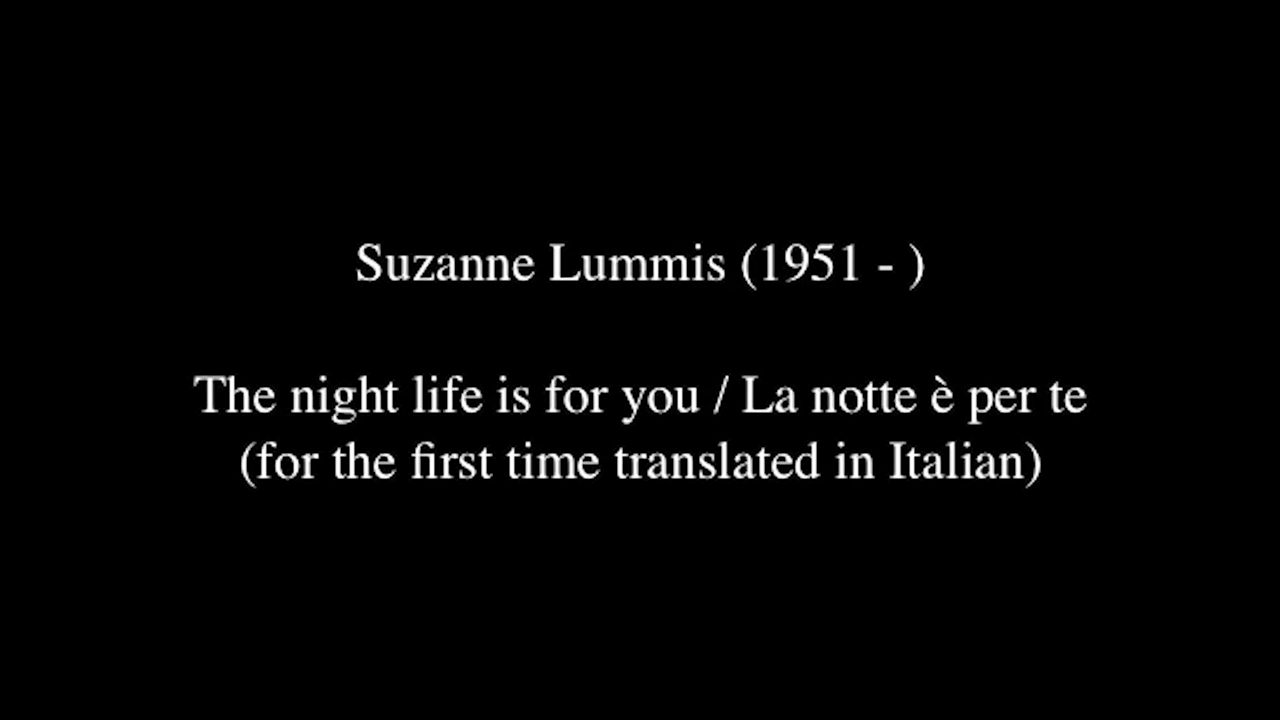 Suzanne Lummis (1951 - )
The night life is for you / La notte è per te
(for the first time translated in Italian)